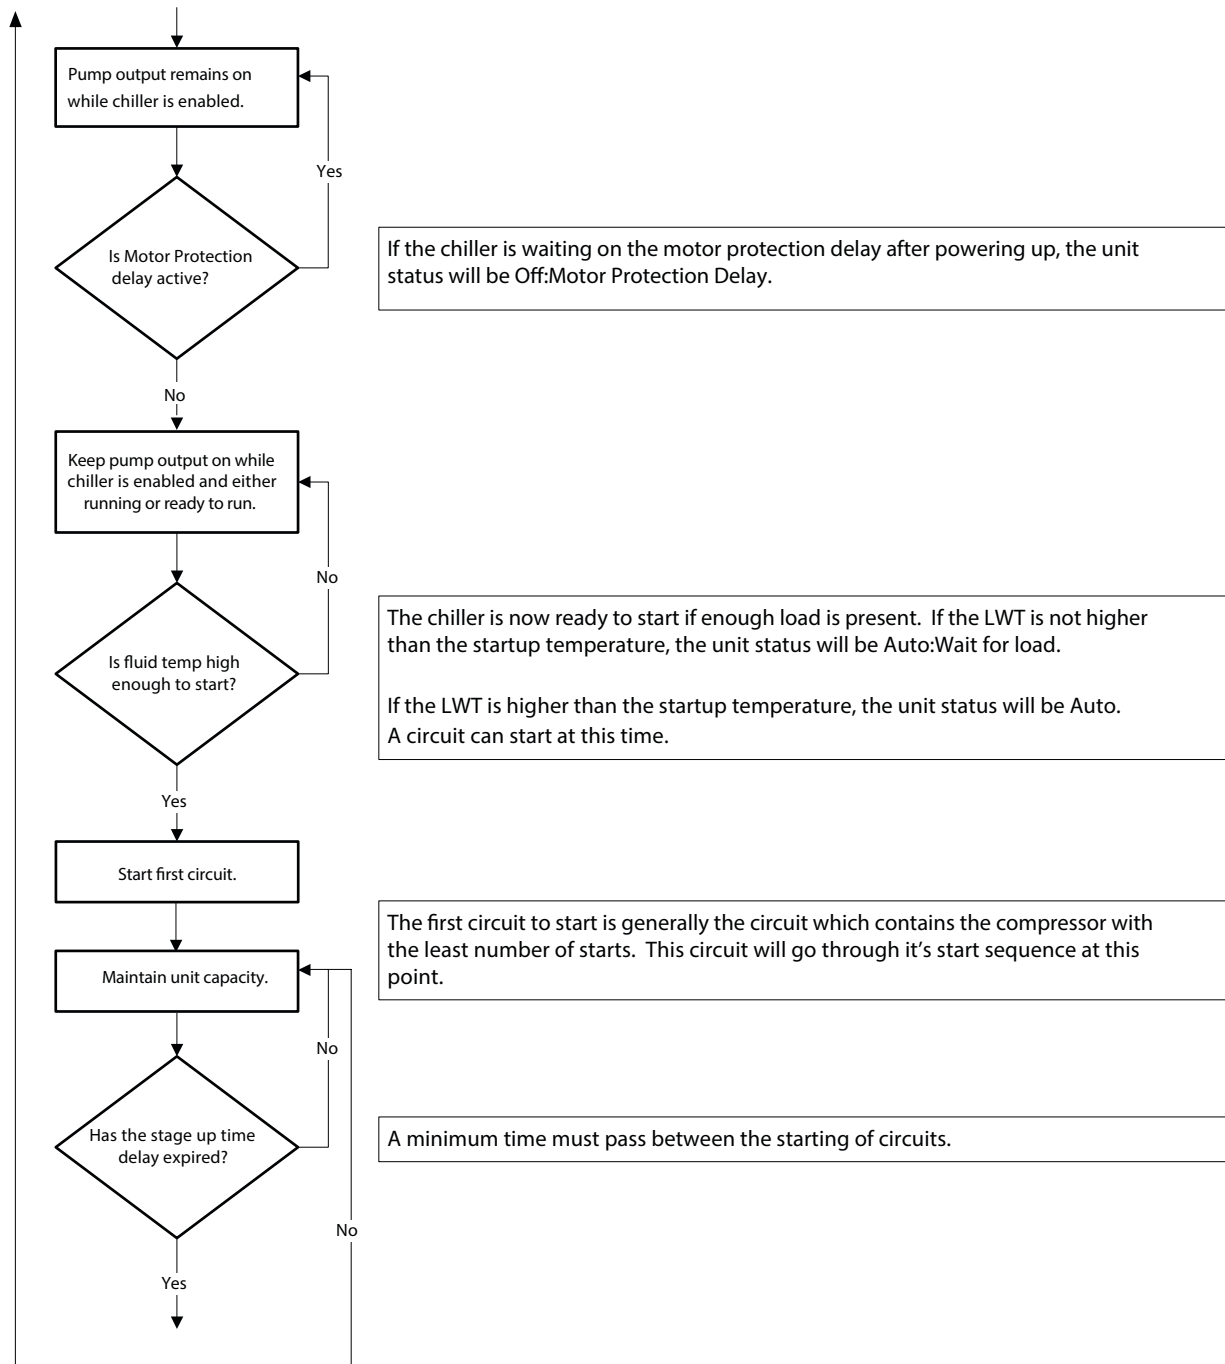 Pump output remains on
while chiller is enabled.
Yes
Is Motor Protection
delay active?
If the chiller is waiting on the motor protection delay after powering up, the unit
status will be Off:Motor Protection Delay.
No
Keep pump output on while
chiller is enabled and either
running or ready to run.
No
Is fluid temp high
enough to start?
The chiller is now ready to start if enough load is present.  If the LWT is not higher
than the startup temperature, the unit status will be Auto:Wait for load.
If the LWT is higher than the startup temperature, the unit status will be Auto.
A circuit can start at this time.
Yes
Start first circuit.
The first circuit to start is generally the circuit which contains the compressor with
the least number of starts.  This circuit will go through it's start sequence at this
point.
Maintain unit capacity.
No
Has the stage up time
delay expired?
A minimum time must pass between the starting of circuits.
No
Yes